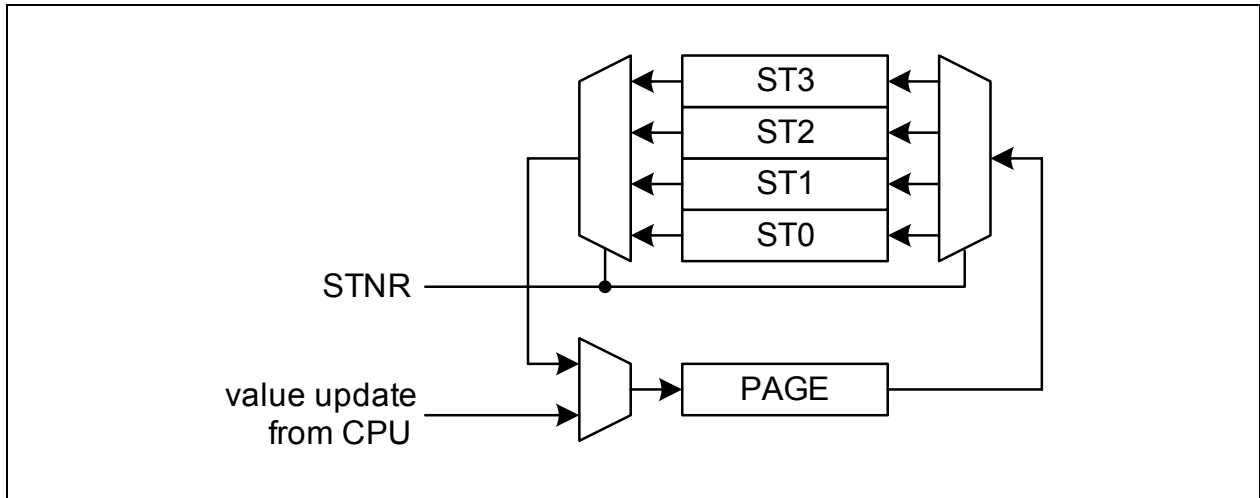 ST3
ST2
ST1
ST0
STNR
PAGE
value update
from CPU